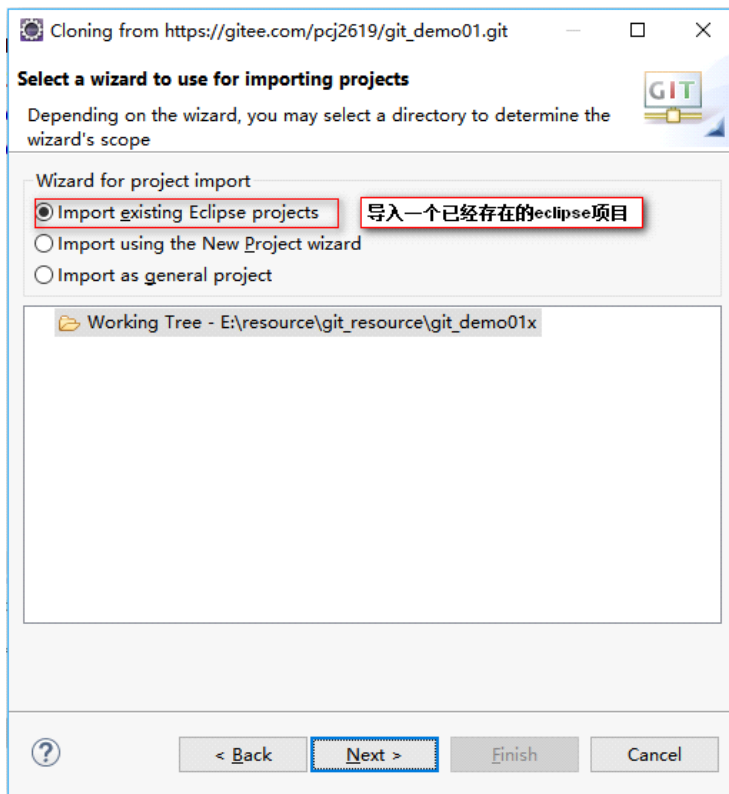 Cloning from https://gitee.com/pcj2619/git_demo01.git
Select a wizard to use for importing projects
Depending on the wizard, you may select a directory to determine the
wizard's scope
GIT
Wizard for project import
Import existing Eclipse projects
导入一个已经存在的eclipse项目
Import using the New Project wizard
Import as general project
Working Tree - E:\resource\git_resource\git_demo01x
?
< Back
Next >
Finish
Cancel